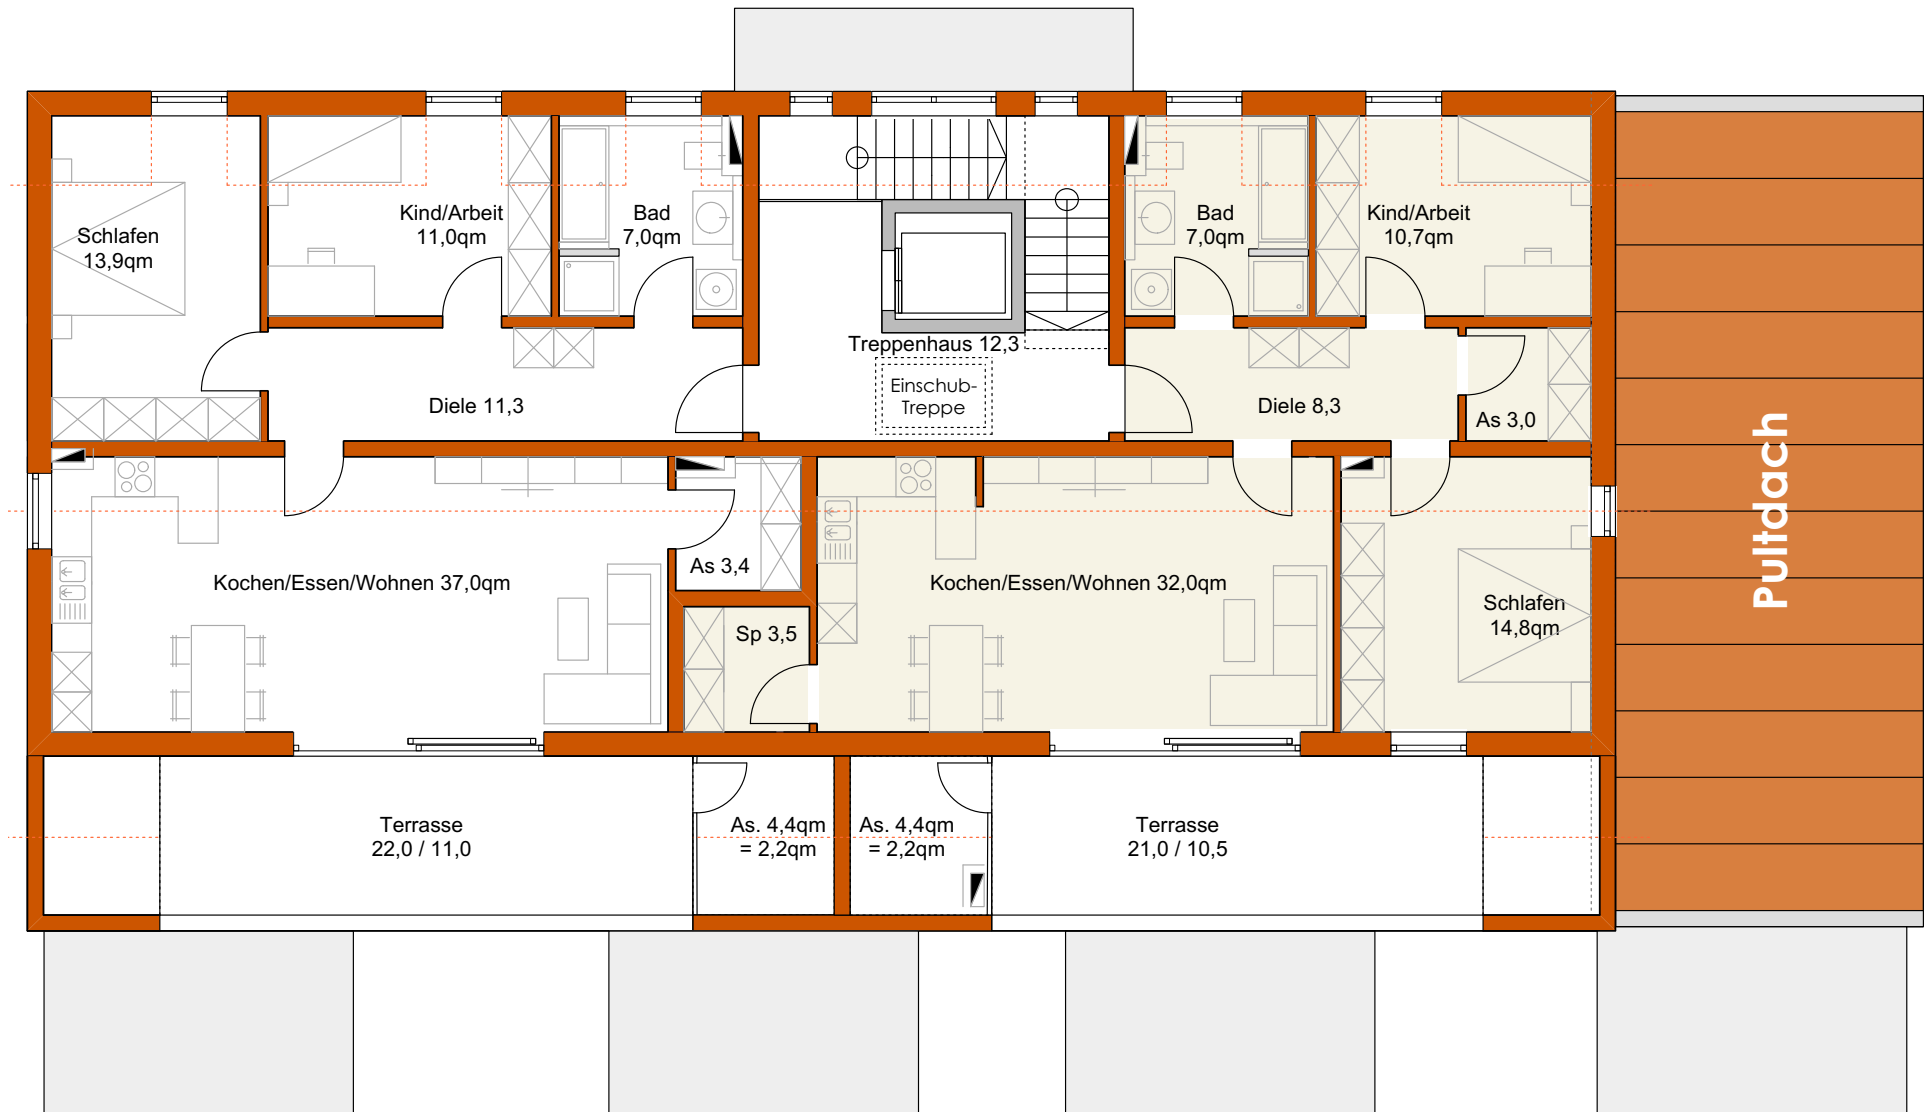 Schlafen
13,9qm
Kind/Arbeit
11,0qm
Bad
7,0qm
Bad
7,0qm
Kind/Arbeit
10,7qm
Treppenhaus 12,3
Einschub-
Treppe
Diele 11,3
Diele 8,3
As 3,0
Kochen/Essen/Wohnen 37,0qm
As 3,4
Sp 3,5
Kochen/Essen/Wohnen 32,0qm
Schlafen
14,8qm
Pultdach
Terrasse
22,0 / 11,0
As. 4,4qm
= 2,2qm
As. 4,4qm
= 2,2qm
Terrasse
21,0 / 10,5